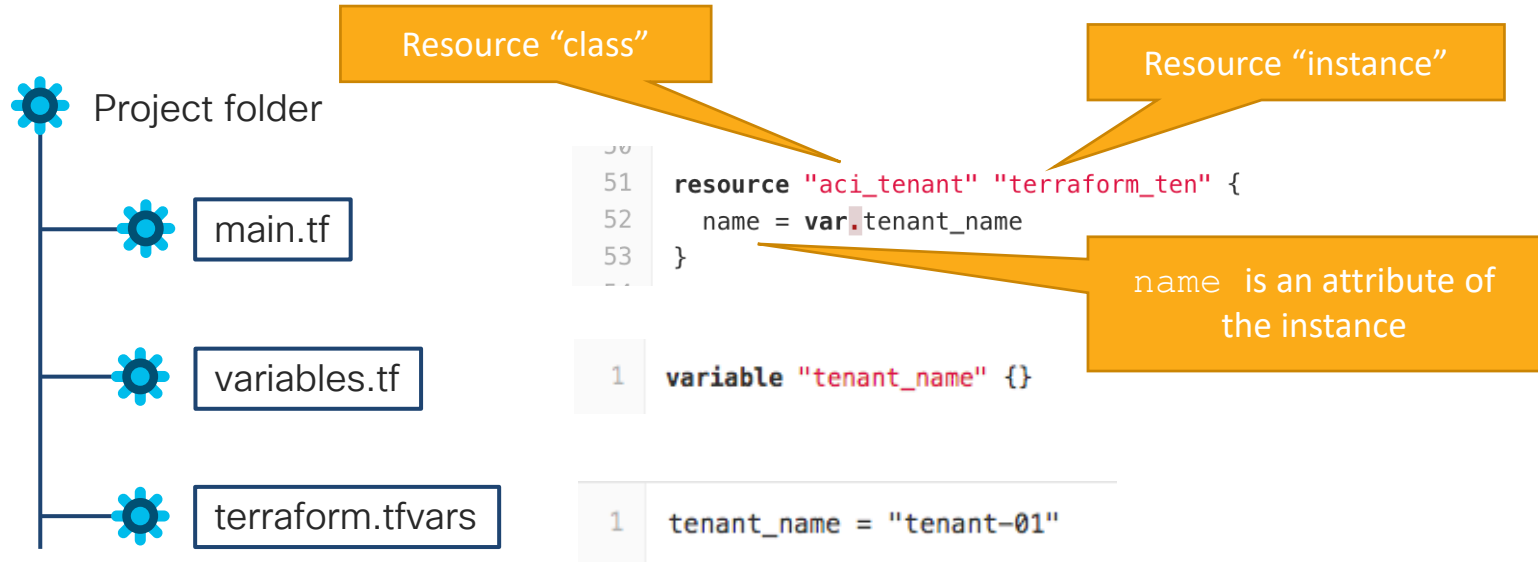 Resource “class”
Resource “instance”
Project folder
main.tf
51 resource "aci_tenant" "terraform_ten" {
52 name = var.tenant_name
53 }
name is an attribute of
the instance
variables.tf
1 variable "tenant_name" {}
terraform.tfvars
1 tenant_name = "tenant-01"